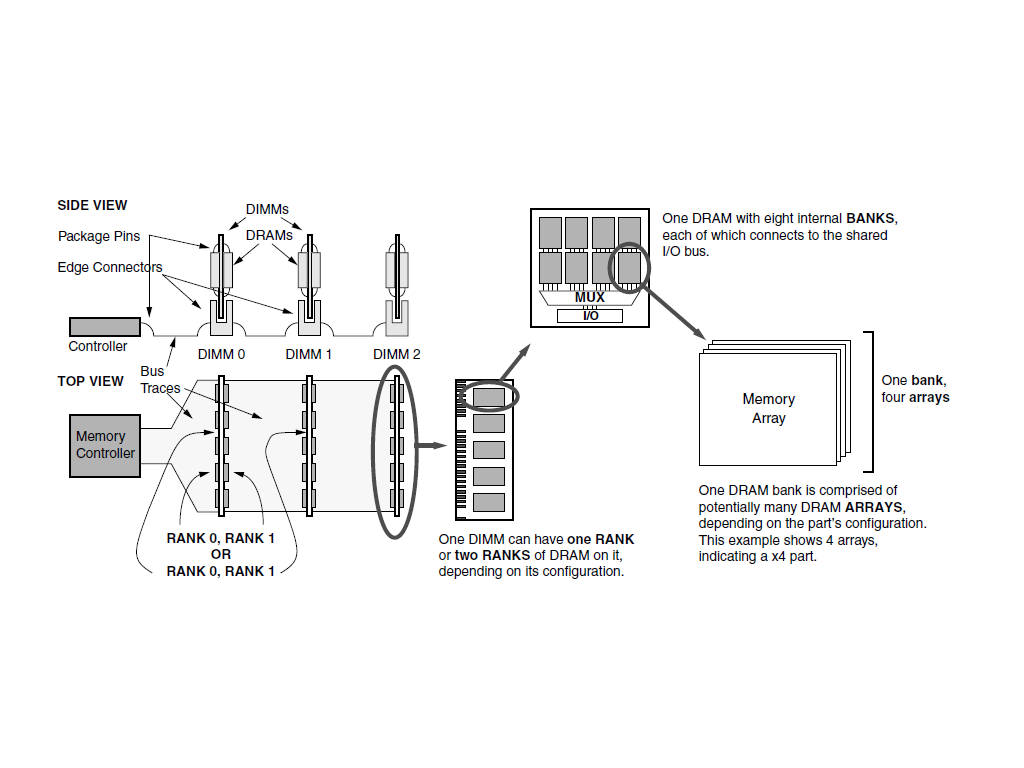 SIDE VIEW
Package Pins
Edge Connectors
DIMMs
DRAMs
Controller
DIMM 0
DIMM 1
DIMM 2
TOP VIEW
Bus
Traces
Memory
Controller
RANK 0, RANK 1
OR
RANK 0, RANK 1
One DIMM can have one RANK
or two RANKS of DRAM on it,
depending on its configuration.
MUX
I/O
One DRAM with eight internal BANKS,
each of which connects to the shared
I/O bus.
Memory
Array
One bank,
four arrays
One DRAM bank is comprised of
potentially many DRAM ARRAYS,
depending on the part's configuration.
This example shows 4 arrays,
indicating a x4 part.